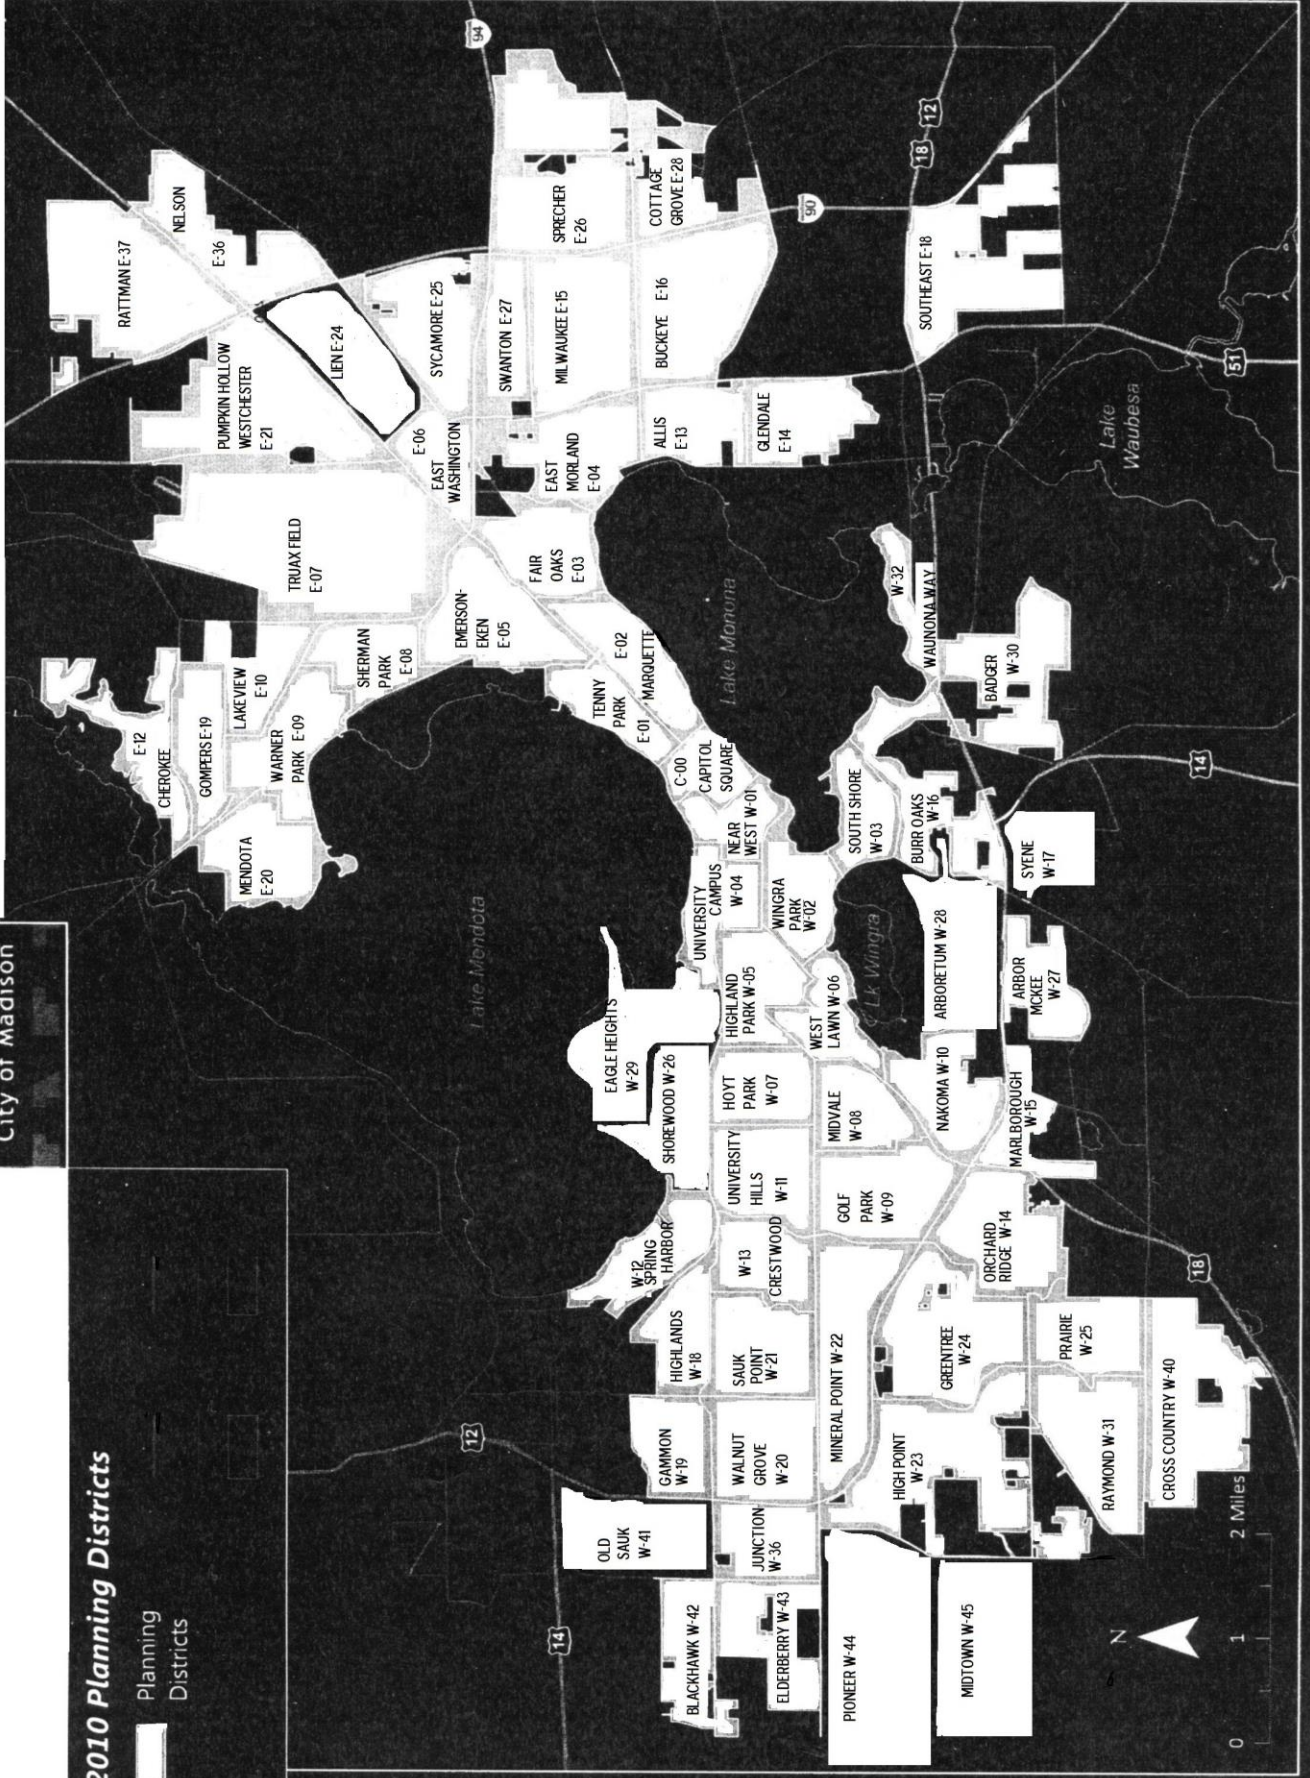 City of Madison
2010 Planning Districts
Planning
Districts
94
RATTMAN E-37
NELSON
E-36
PUMPKIN HOLLOW
WESTCHESTER
E-21
LIEN E-24
SYCAMORE E-25
SWANTON E-27
SPRECHER
E-26
MILWAUKEE E-15
COTTAGE
GROVE E-28
BUCKEYE E-16
90
18
12
SOUTHEAST E-18
51
E-06
EAST
WASHINGTON
EAST
MORLAND
E-04
ALLIS
E-13
GLENDALE
E-14
Lake
Waubesa
TRUAX FIELD
E-07
FAIR
OAKS
E-03
EMERSON-
EKEN
E-05
SHERMAN
PARK
E-08
LAKEVIEW
E-10
E-12
CHEROKEE
GOMPERS E-19
WARNER
PARK E-09
MENDOTA
E-20
E-02
MARQUETTE
TENNY
PARK
E-01
C-00
CAPITOL
SQUARE
Lake Monona
W-32
WAUNONA WAY
BADGER
W-30
14
NEAR
WEST W-01
SOUTH SHORE
W-03
BURR OAKS
W-16
SYENE
W-17
UNIVERSITY
CAMPUS
W-04
WINGRA
PARK
W-02
Lake Mendota
Lk Wingra
ARBORETUM W-28
ARBOR
MCKEE
W-27
EAGLE HEIGHTS
W-29
HIGHLAND
PARK W-05
WEST
LAWN W-06
SHOREWOOD W-26
HOYT
PARK
W-07
MIDVALE
W-08
NAKOMA W-10
MARLBOROUGH
W-15
UNIVERSITY
HILLS
W-11
GOLF
PARK
W-09
W-12
SPRING
HARBOR
W-13
CRESTWOOD
ORCHARD
RIDGE W-14
18
HIGHLANDS
W-18
SAUK
POINT
W-21
MINERAL POINT W-22
GREENTREE
W-24
PRAIRIE
W-25
12
GAMMON
W-19
WALNUT
GROVE
W-20
HIGH POINT
W-23
RAYMOND W-31
CROSS COUNTRY W-40
OLD
SAUK
W-41
JUNCTION
W-36
14
BLACKHAWK W-42
ELDERBERRY W-43
PIONEER W-44
MIDTOWN W-45
N
0 1 2 Miles